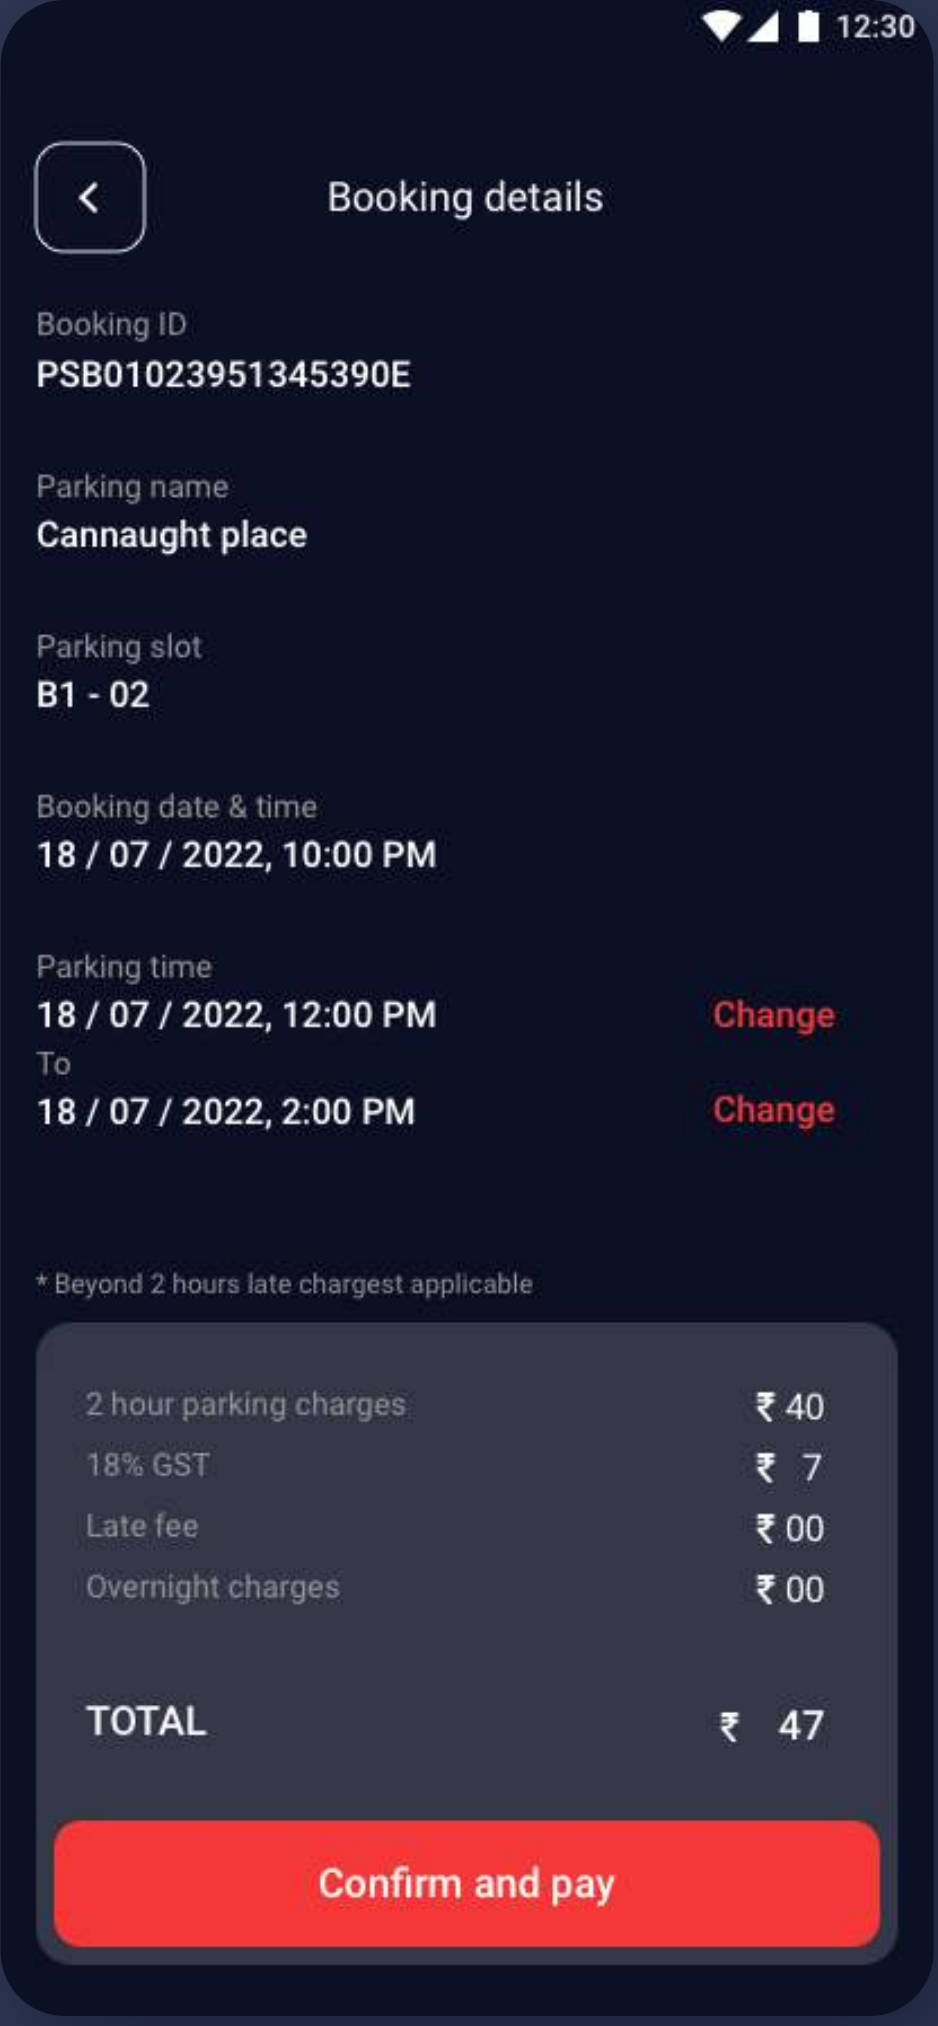 12:30
Booking details
Booking ID
PSB01023951345390E
Parking name
Cannaught place
Parking slot
B1 - 02
Booking date & time
18 / 07 / 2022, 10:00 PM
Parking time
18 / 07 / 2022, 12:00 PM Change
To
18 / 07 / 2022, 2:00 PM Change
* Beyond 2 hours late chargest applicable
2 hour parking charges ₹ 40
18% GST ₹ 7
Late fee ₹ 00
Overnight charges ₹ 00
TOTAL ₹ 47
Confirm and pay